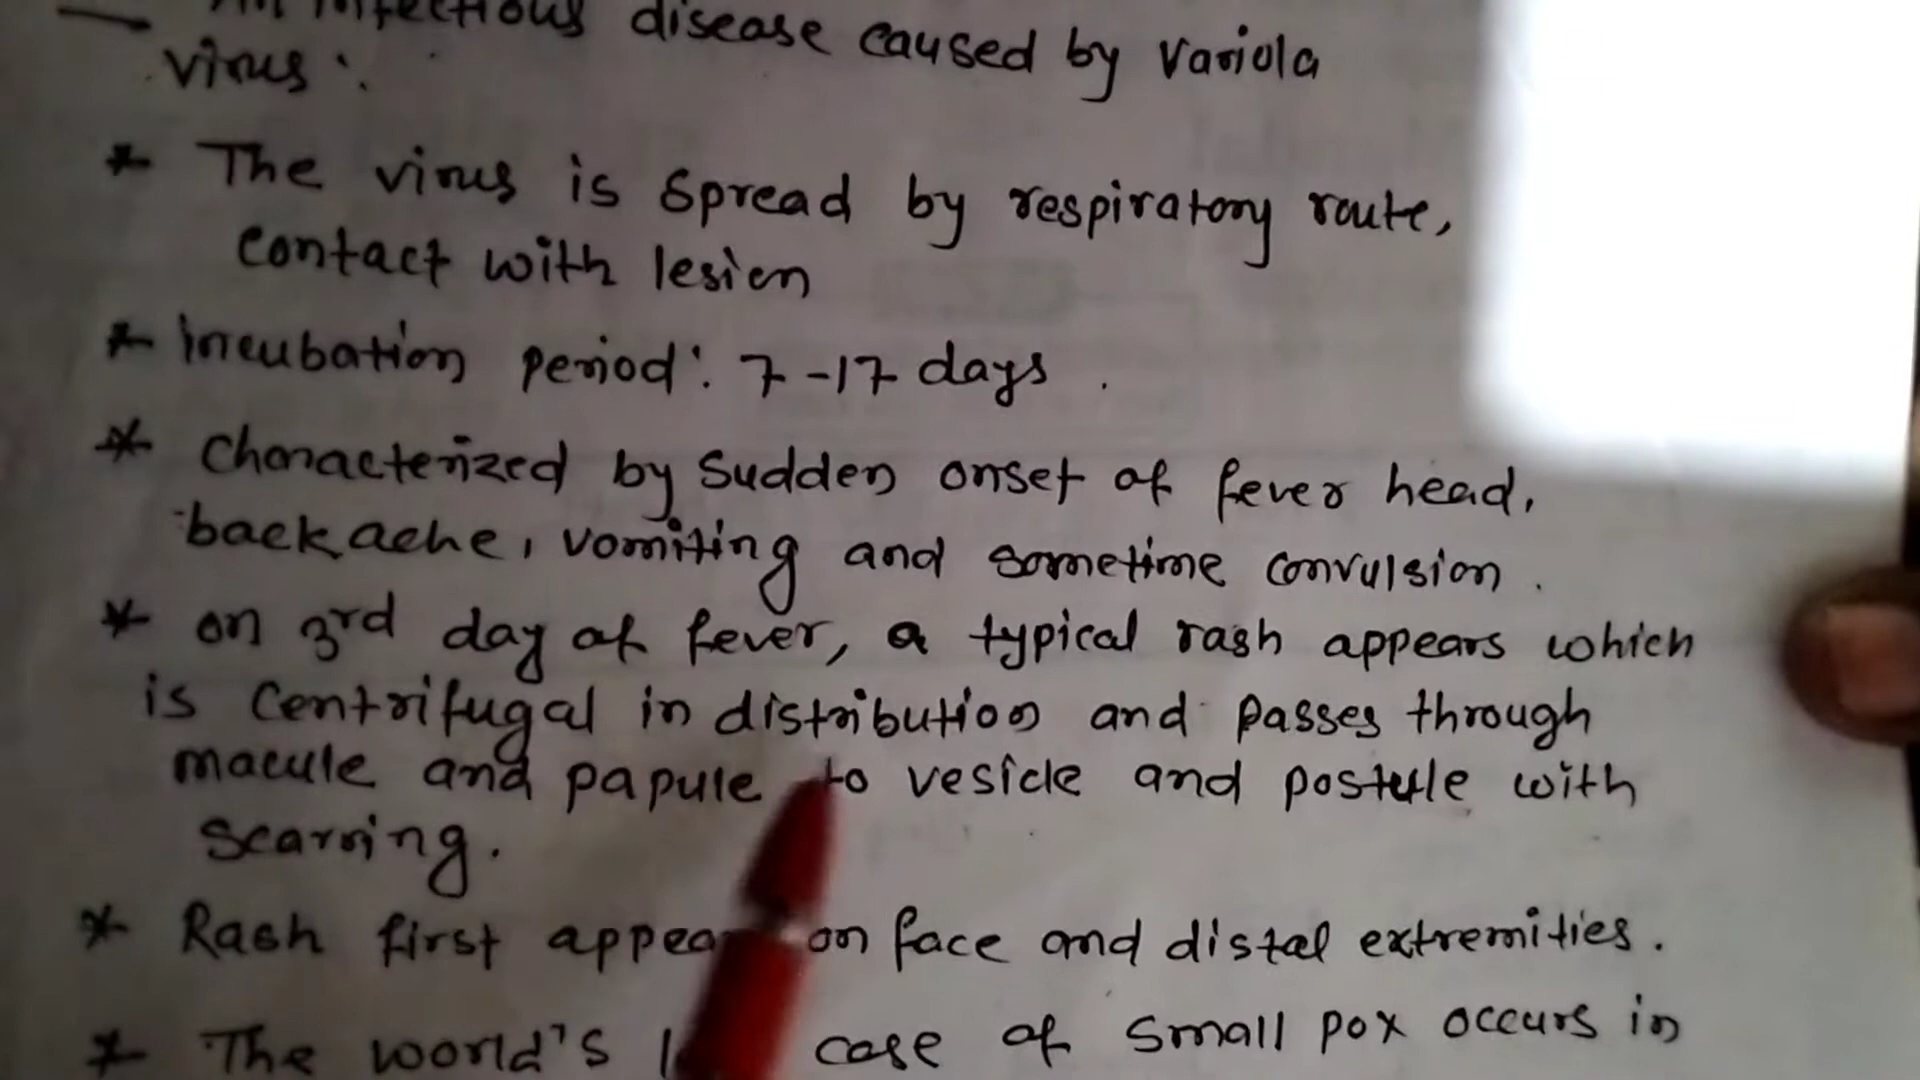 An infectious disease caused by Variola
virus :.
* The virus is spread by respiratory route,
contact with lesion
* incubation period : 7-17 days .
* characterized by sudden onset of fever head,
backache, vomiting and sometime convulsion .
* on 3rd day of fever, a typical rash appears which
is centrifugal in distribution and passes through
macule and papule to vesicle and postule with
scarring.
* Rash first appear on face and distal extremities.
* The world's case of small pox occurs in